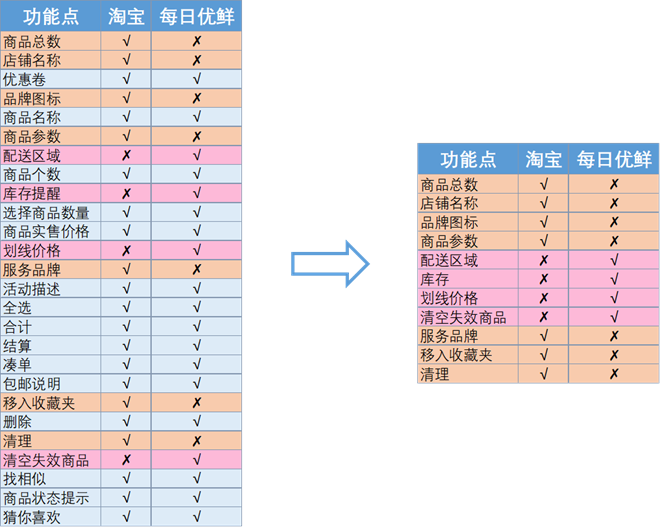 功能点 淘宝 每日优鲜
商品总数 √ ✗
店铺名称 √ ✗
优惠卷 √ √
品牌图标 √ ✗
商品名称 √ √
商品参数 √ ✗
配送区域 ✗ √
商品个数 √ √
库存提醒 ✗ √
选择商品数量 √ √
商品实售价格 √ √
划线价格 ✗ √
服务品牌 √ ✗
活动描述 √ √
全选 √ √
合计 √ √
结算 √ √
凑单 √ √
包邮说明 √ √
移入收藏夹 √ ✗
删除 √ √
清理 √ ✗
清空失效商品 ✗ √
找相似 √ √
商品状态提示 √ √
猜你喜欢 √ √
功能点 淘宝 每日优鲜
商品总数 √ ✗
店铺名称 √ ✗
品牌图标 √ ✗
商品参数 √ ✗
配送区域 ✗ √
库存 ✗ √
划线价格 ✗ √
清空失效商品 ✗ √
服务品牌 √ ✗
移入收藏夹 √ ✗
清理 √ ✗